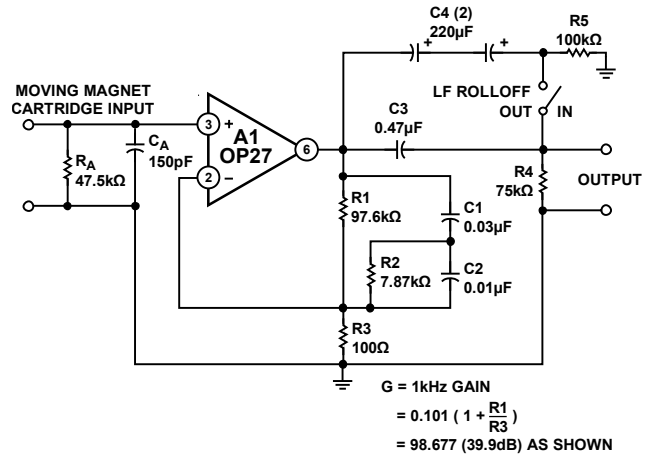 C4 (2)
220µF
R5
100kΩ
MOVING MAGNET
CARTRIDGE INPUT
LF ROLLOFF
OUT
IN
3
+
A1
OP27
6
2
–
C3
0.47µF
RA
47.5kΩ
CA
150pF
R4
75kΩ
OUTPUT
R1
97.6kΩ
C1
0.03µF
R2
7.87kΩ
C2
0.01µF
R3
100Ω
G = 1kHz GAIN
= 0.101 ( 1 + R1/R3 )
= 98.677 (39.9dB) AS SHOWN
+
+